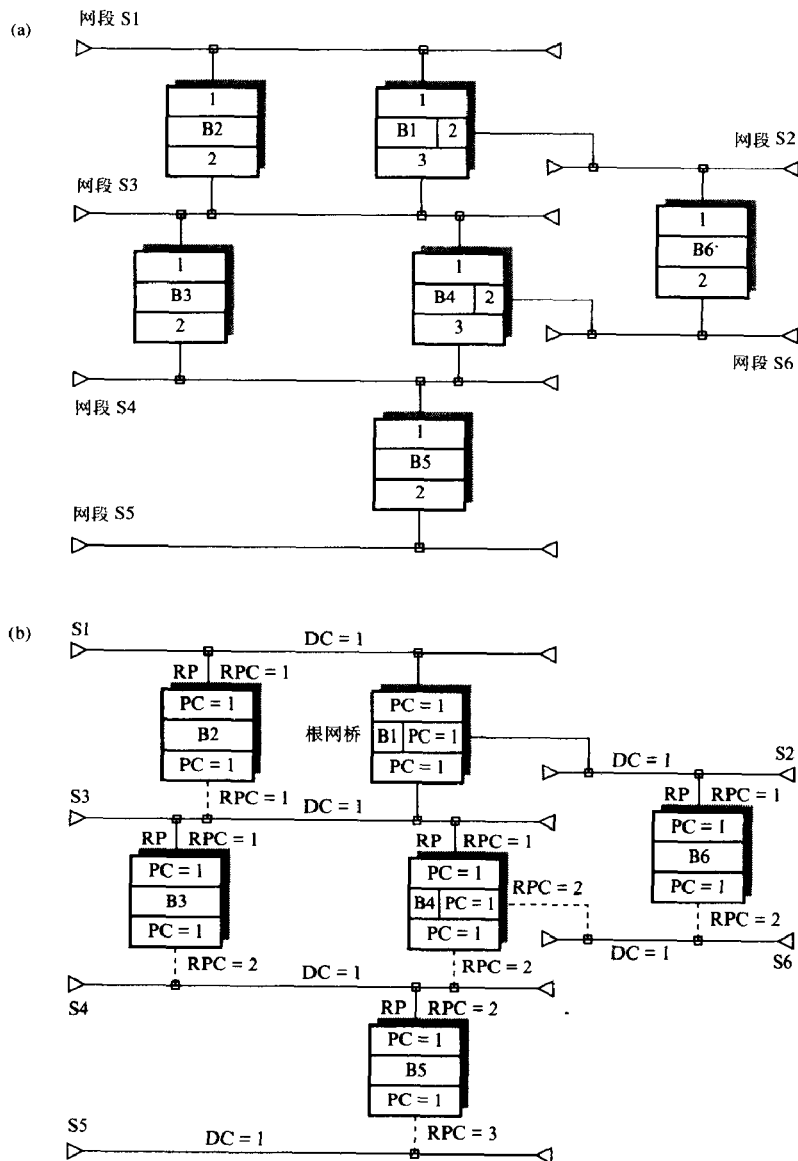 (a)
网段 S1
1
B2
2
1
B1
2
3
网段 S2
网段 S3
1
B3
2
1
B4
2
3
1
B6
2
网段 S6
网段 S4
1
B5
2
网段 S5
(b)
S1
DC = 1
RP
RPC = 1
PC = 1
B2
PC = 1
RPC = 1
根网桥
PC = 1
B1
PC = 1
PC = 1
S2
DC = 1
S3
DC = 1
RP
RPC = 1
PC = 1
B3
PC = 1
RPC = 2
RP
RPC = 1
PC = 1
B4
PC = 1
PC = 1
RPC = 2
RPC = 2
RP
RPC = 1
PC = 1
B6
PC = 1
RPC = 2
DC = 1
S6
S4
DC = 1
RP
RPC = 2
PC = 1
B5
PC = 1
RPC = 3
S5
DC = 1